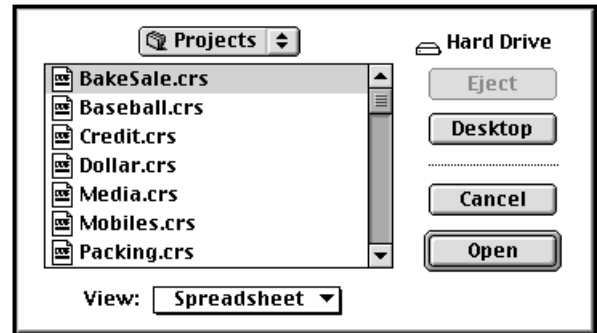 Projects
Hard Drive
BakeSale.crs
Baseball.crs
Credit.crs
Dollar.crs
Media.crs
Mobiles.crs
Packing.crs
Eject
Desktop
Cancel
Open
View: Spreadsheet